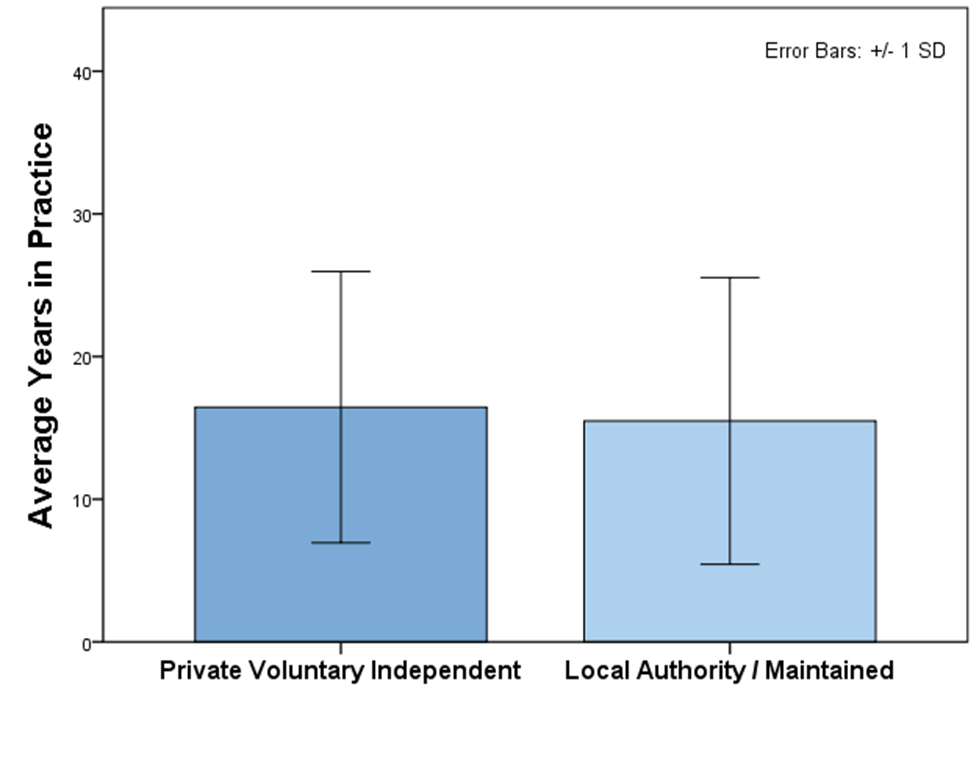 Error Bars: +/- 1 SD
Average Years in Practice
40
30
20
10
0
Private Voluntary Independent
Local Authority / Maintained